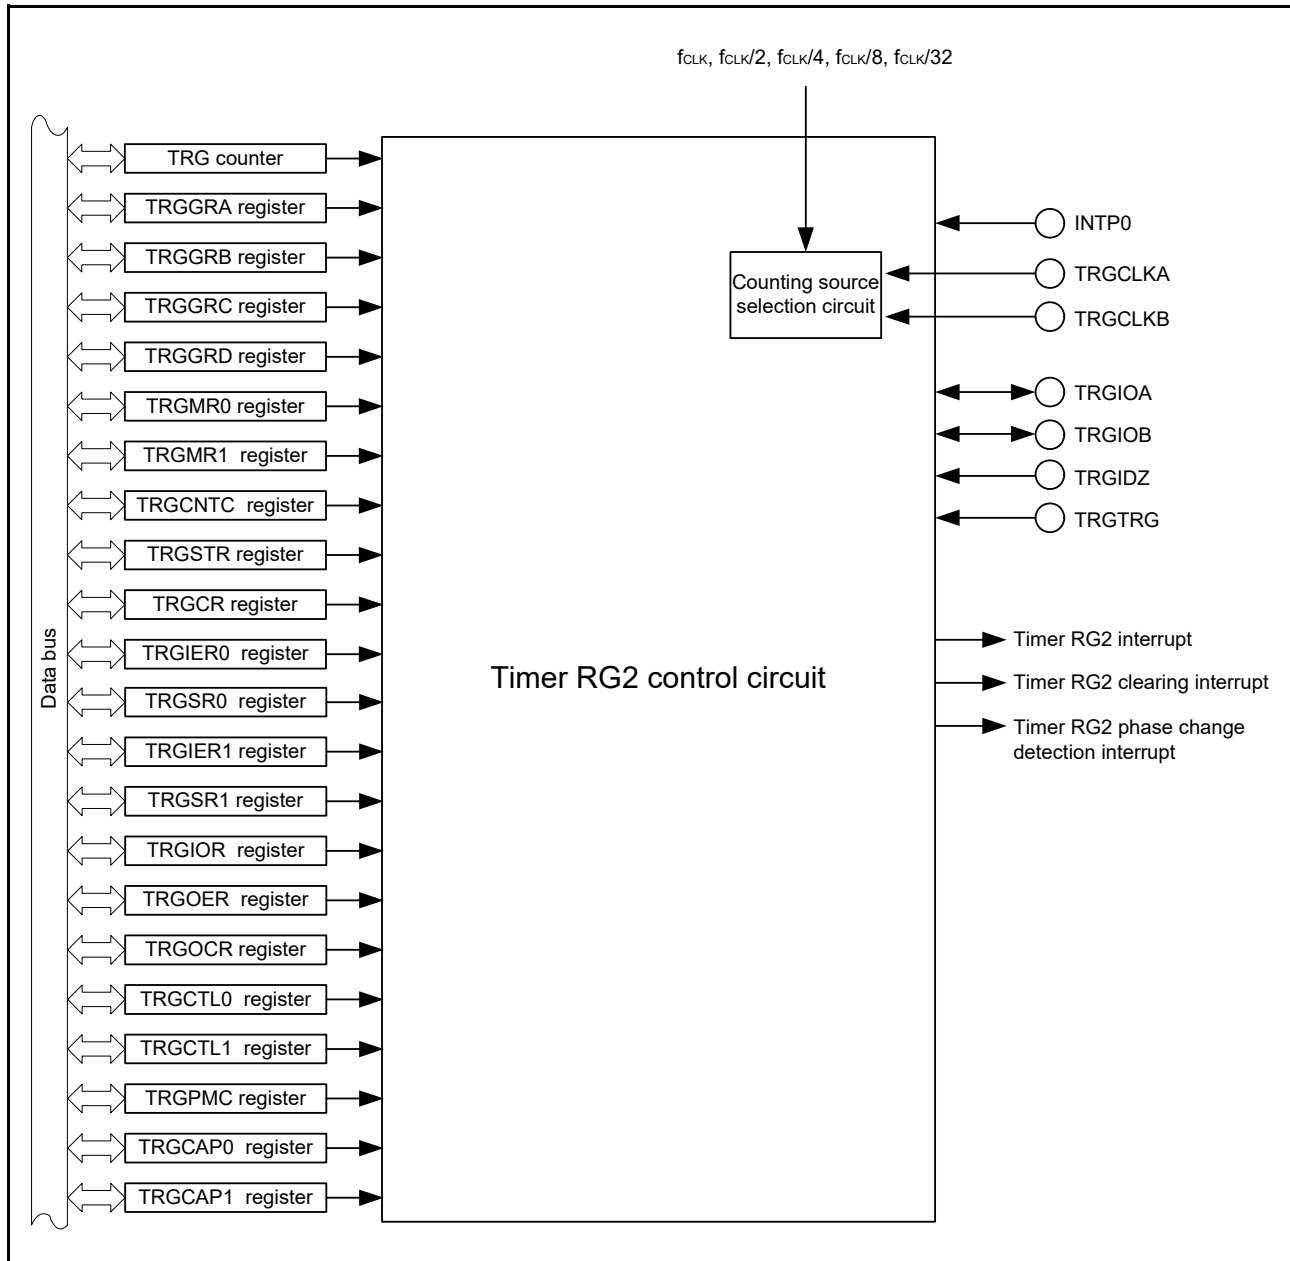 fCLK, fCLK/2, fCLK/4, fCLK/8, fCLK/32
Data bus
TRG counter
TRGGRA register
TRGGRB register
TRGGRC register
TRGGRD register
TRGMR0 register
TRGMR1 register
TRGCNTC register
TRGSTR register
TRGCR register
TRGIER0 register
TRGSR0 register
TRGIER1 register
TRGSR1 register
TRGIOR register
TRGOER register
TRGOCR register
TRGCTL0 register
TRGCTL1 register
TRGPMC register
TRGCAP0 register
TRGCAP1 register
Timer RG2 control circuit
Counting source
selection circuit
INTP0
TRGCLKA
TRGCLKB
TRGIOA
TRGIOB
TRGIDZ
TRGTRG
Timer RG2 interrupt
Timer RG2 clearing interrupt
Timer RG2 phase change
detection interrupt